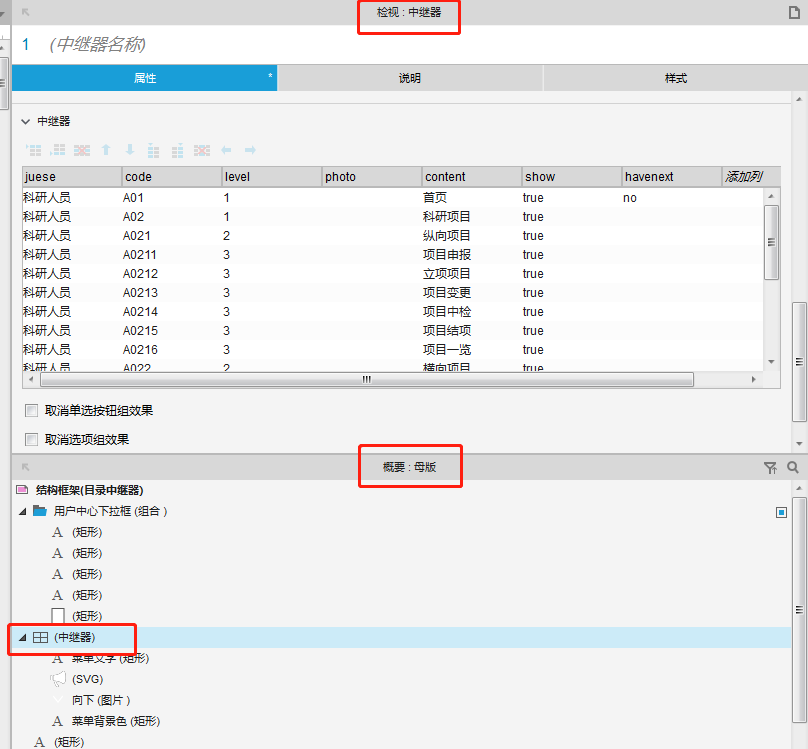 检视 : 中继器
1 (中继器名称)
属性 * 说明 样式
中继器
juese code level photo content show havenext 添加列
科研人员 A01 1 首页 true no
科研人员 A02 1 科研项目 true
科研人员 A021 2 纵向项目 true
科研人员 A0211 3 项目申报 true
科研人员 A0212 3 立项项目 true
科研人员 A0213 3 项目变更 true
科研人员 A0214 3 项目中检 true
科研人员 A0215 3 项目结项 true
科研人员 A0216 3 项目一览 true
科研人员 A022 2 横向项目 true
取消单选按钮组效果
取消选项组效果
概要 : 母版
结构框架(目录中继器)
用户中心下拉框 (组合 )
A (矩形)
A (矩形)
A (矩形)
A (矩形)
(矩形)
(中继器)
A 菜单文字 (矩形)
(SVG)
向下 (图片 )
A 菜单背景色 (矩形)
A (矩形)